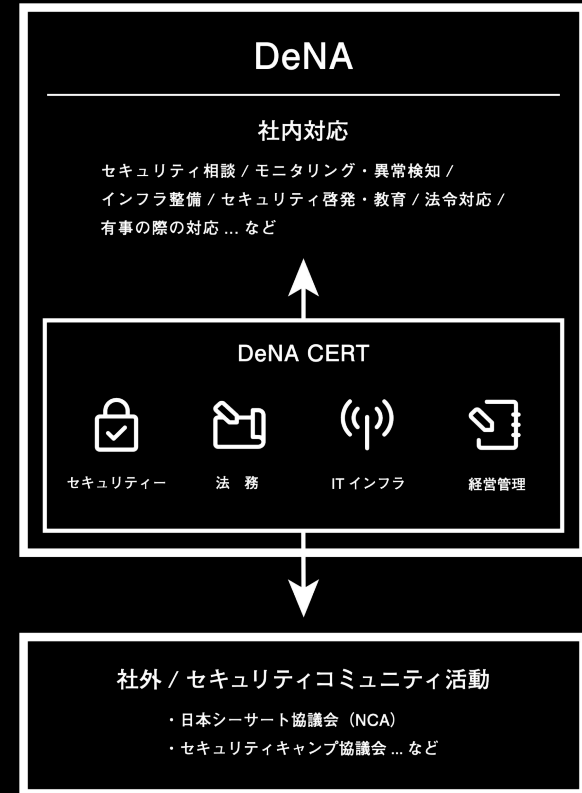 DeNA
社内対応
セキュリティ相談 / モニタリング・異常検知 /
インフラ整備 / セキュリティ啓発・教育 / 法令対応 /
有事の際の対応 ... など
DeNA CERT
セキュリティー
法　務
IT インフラ
経営管理
社外 / セキュリティコミュニティ活動
・日本シーサート協議会（NCA）
・セキュリティキャンプ協議会 ... など